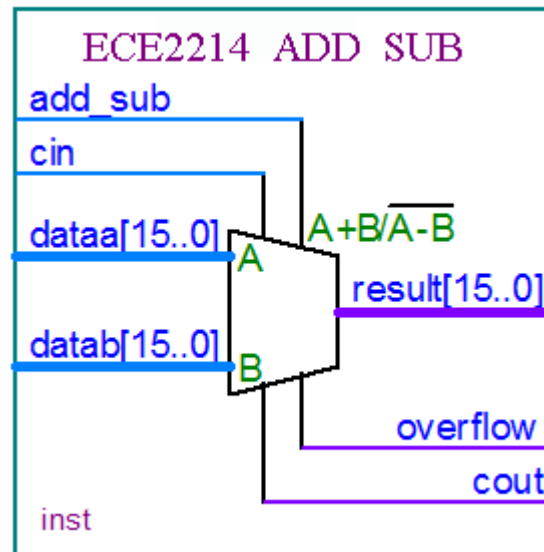 ECE2214 ADD SUB
add_sub
cin
A+B/A-B
dataa[15..0]
A
result[15..0]
datab[15..0]
B
overflow
cout
inst